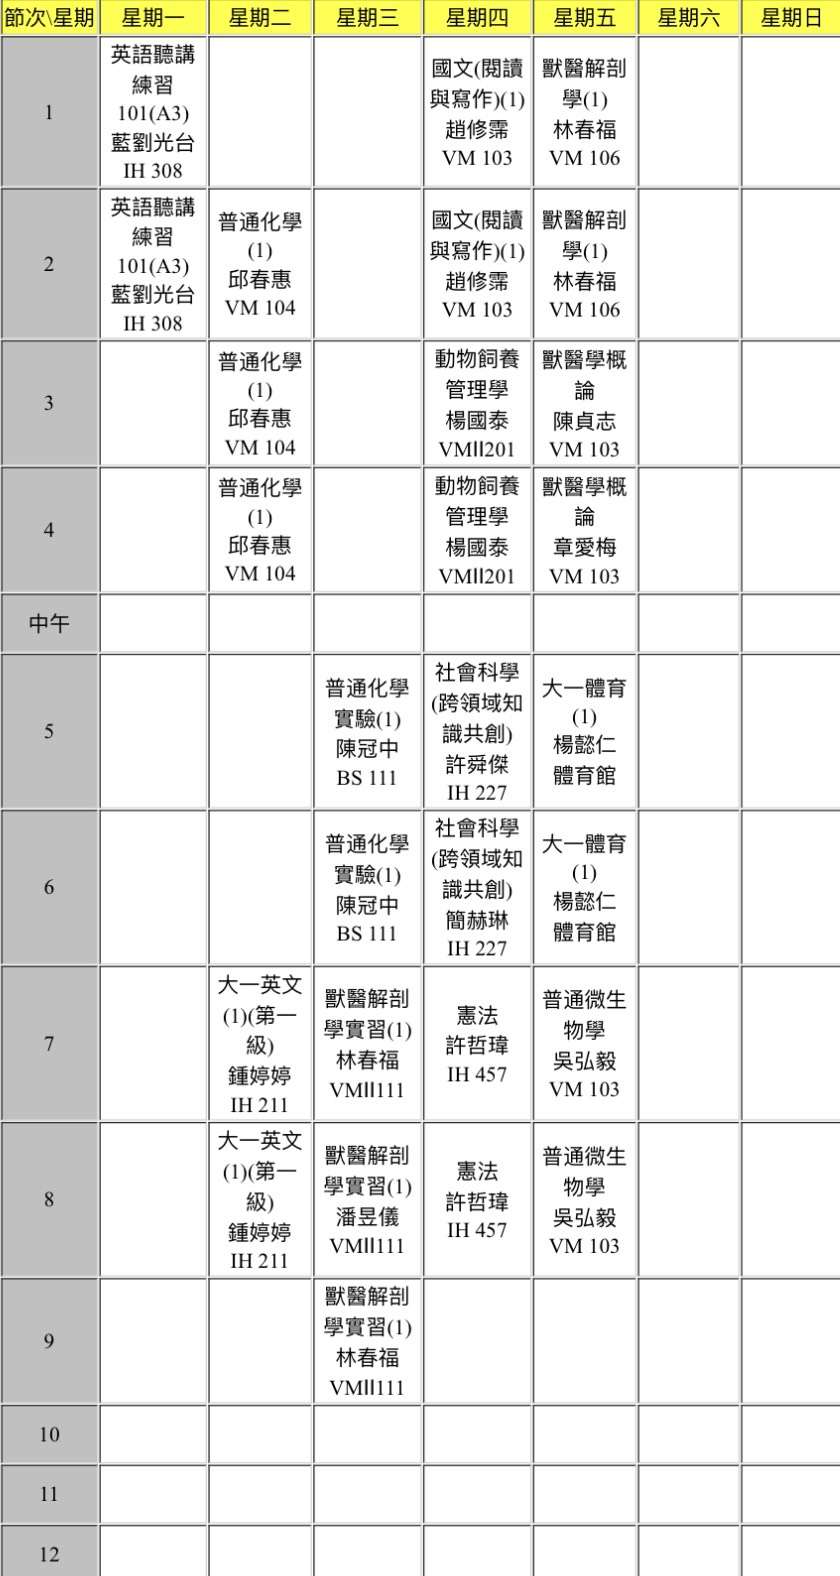 節次\星期 星期一 星期二 星期三 星期四 星期五 星期六 星期日
1
英語聽講
練習
101(A3)
藍劉光台
IH 308
國文(閱讀
與寫作)(1)
趙修霈
VM 103
獸醫解剖
學(1)
林春福
VM 106
2
英語聽講
練習
101(A3)
藍劉光台
IH 308
普通化學
(1)
邱春惠
VM 104
國文(閱讀
與寫作)(1)
趙修霈
VM 103
獸醫解剖
學(1)
林春福
VM 106
3
普通化學
(1)
邱春惠
VM 104
動物飼養
管理學
楊國泰
VMII201
獸醫學概
論
陳貞志
VM 103
4
普通化學
(1)
邱春惠
VM 104
動物飼養
管理學
楊國泰
VMII201
獸醫學概
論
章愛梅
VM 103
中午
5
普通化學
實驗(1)
陳冠中
BS 111
社會科學
(跨領域知
識共創)
許舜傑
IH 227
大一體育
(1)
楊懿仁
體育館
6
普通化學
實驗(1)
陳冠中
BS 111
社會科學
(跨領域知
識共創)
簡赫琳
IH 227
大一體育
(1)
楊懿仁
體育館
7
大一英文
(1)(第一
級)
鍾婷婷
IH 211
獸醫解剖
學實習(1)
林春福
VMII111
憲法
許哲瑋
IH 457
普通微生
物學
吳弘毅
VM 103
8
大一英文
(1)(第一
級)
鍾婷婷
IH 211
獸醫解剖
學實習(1)
潘昱儀
VMII111
憲法
許哲瑋
IH 457
普通微生
物學
吳弘毅
VM 103
9
獸醫解剖
學實習(1)
林春福
VMII111
10
11
12